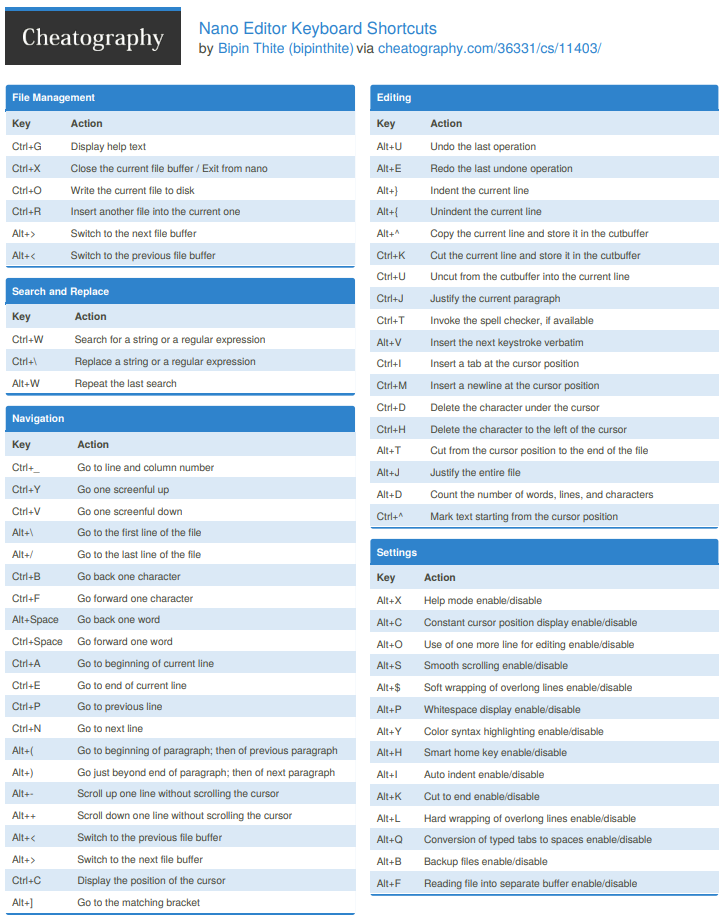 Cheatography
Nano Editor Keyboard Shortcuts
by Bipin Thite (bipinthite) via cheatography.com/36331/cs/11403/
File Management
Key Action
Ctrl+G Display help text
Ctrl+X Close the current file buffer / Exit from nano
Ctrl+O Write the current file to disk
Ctrl+R Insert another file into the current one
Alt+> Switch to the next file buffer
Alt+< Switch to the previous file buffer
Search and Replace
Key Action
Ctrl+W Search for a string or a regular expression
Ctrl+\ Replace a string or a regular expression
Alt+W Repeat the last search
Navigation
Key Action
Ctrl+_ Go to line and column number
Ctrl+Y Go one screenful up
Ctrl+V Go one screenful down
Alt+\ Go to the first line of the file
Alt+/ Go to the last line of the file
Ctrl+B Go back one character
Ctrl+F Go forward one character
Alt+Space Go back one word
Ctrl+Space Go forward one word
Ctrl+A Go to beginning of current line
Ctrl+E Go to end of current line
Ctrl+P Go to previous line
Ctrl+N Go to next line
Alt+( Go to beginning of paragraph; then of previous paragraph
Alt+) Go just beyond end of paragraph; then of next paragraph
Alt+- Scroll up one line without scrolling the cursor
Alt++ Scroll down one line without scrolling the cursor
Alt+< Switch to the previous file buffer
Alt+> Switch to the next file buffer
Ctrl+C Display the position of the cursor
Alt+] Go to the matching bracket
Editing
Key Action
Alt+U Undo the last operation
Alt+E Redo the last undone operation
Alt+} Indent the current line
Alt+{ Unindent the current line
Alt+^ Copy the current line and store it in the cutbuffer
Ctrl+K Cut the current line and store it in the cutbuffer
Ctrl+U Uncut from the cutbuffer into the current line
Ctrl+J Justify the current paragraph
Ctrl+T Invoke the spell checker, if available
Alt+V Insert the next keystroke verbatim
Ctrl+I Insert a tab at the cursor position
Ctrl+M Insert a newline at the cursor position
Ctrl+D Delete the character under the cursor
Ctrl+H Delete the character to the left of the cursor
Alt+T Cut from the cursor position to the end of the file
Alt+J Justify the entire file
Alt+D Count the number of words, lines, and characters
Ctrl+^ Mark text starting from the cursor position
Settings
Key Action
Alt+X Help mode enable/disable
Alt+C Constant cursor position display enable/disable
Alt+O Use of one more line for editing enable/disable
Alt+S Smooth scrolling enable/disable
Alt+$ Soft wrapping of overlong lines enable/disable
Alt+P Whitespace display enable/disable
Alt+Y Color syntax highlighting enable/disable
Alt+H Smart home key enable/disable
Alt+I Auto indent enable/disable
Alt+K Cut to end enable/disable
Alt+L Hard wrapping of overlong lines enable/disable
Alt+Q Conversion of typed tabs to spaces enable/disable
Alt+B Backup files enable/disable
Alt+F Reading file into separate buffer enable/disable